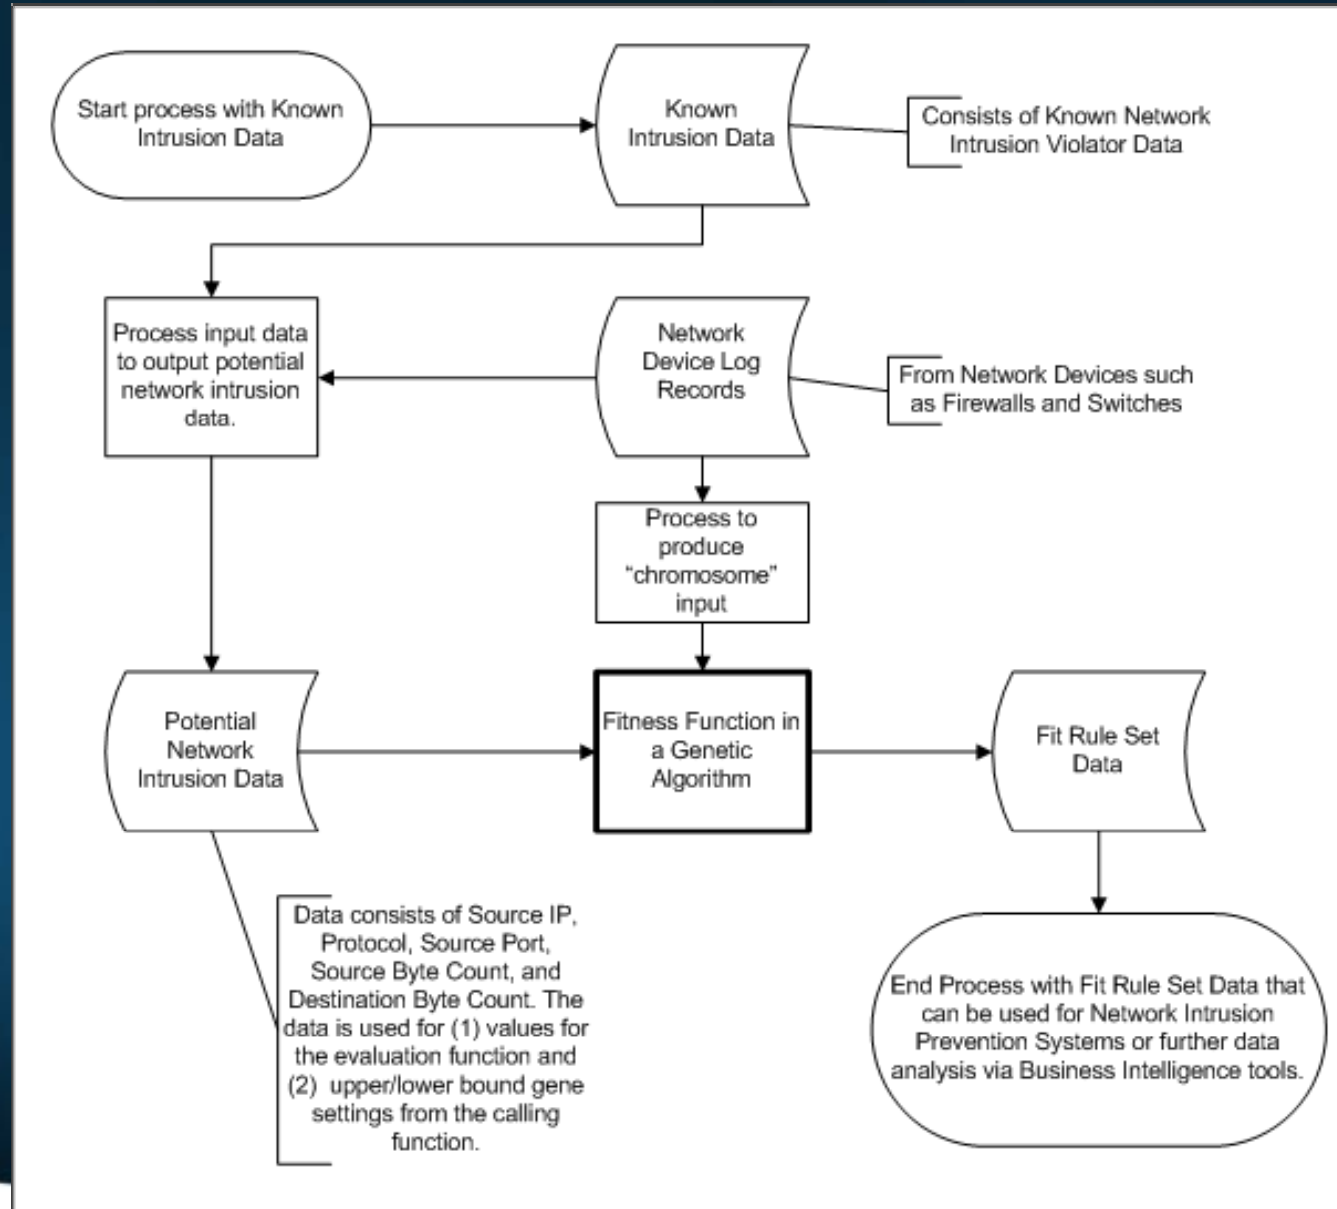 Start process with Known
Intrusion Data
Known
Intrusion Data
Consists of Known Network
Intrusion Violator Data
Process input data
to output potential
network intrusion
data.
Network
Device Log
Records
From Network Devices such
as Firewalls and Switches
Process to
produce
“chromosome”
input
Potential
Network
Intrusion Data
Fitness Function in
a Genetic
Algorithm
Fit Rule Set
Data
Data consists of Source IP,
Protocol, Source Port,
Source Byte Count, and
Destination Byte Count. The
data is used for (1) values for
the evaluation function and
(2) upper/lower bound gene
settings from the calling
function.
End Process with Fit Rule Set Data that
can be used for Network Intrusion
Prevention Systems or further data
analysis via Business Intelligence tools.